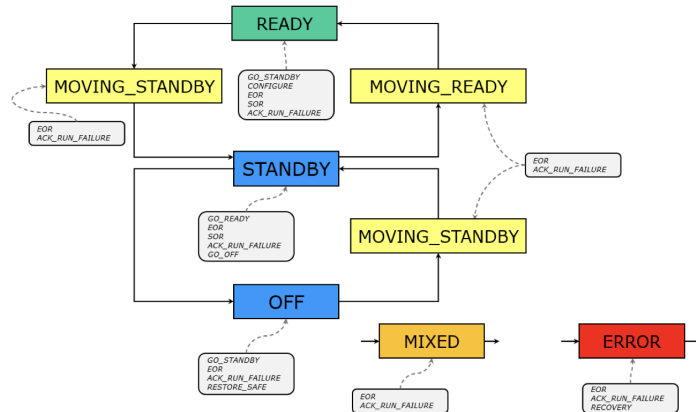 READY
MOVING_STANDBY
GO_STANDBY
CONFIGURE
EOR
SOR
ACK_RUN_FAILURE
MOVING_READY
EOR
ACK_RUN_FAILURE
STANDBY
EOR
ACK_RUN_FAILURE
GO_READY
EOR
SOR
ACK_RUN_FAILURE
GO_OFF
MOVING_STANDBY
OFF
MIXED
ERROR
GO_STANDBY
EOR
ACK_RUN_FAILURE
RESTORE_SAFE
EOR
ACK_RUN_FAILURE
EOR
ACK_RUN_FAILURE
RECOVERY